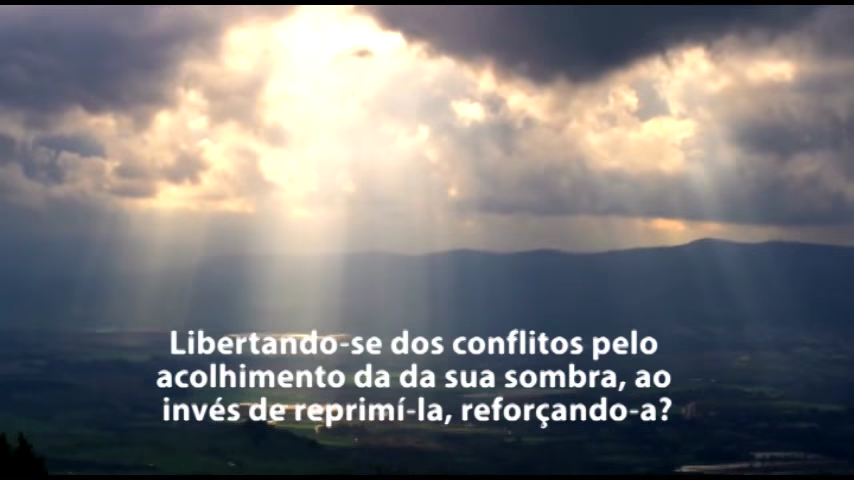 Libertando-se dos conflitos pelo
acolhimento da da sua sombra, ao
invés de reprimí-la, reforçando-a?